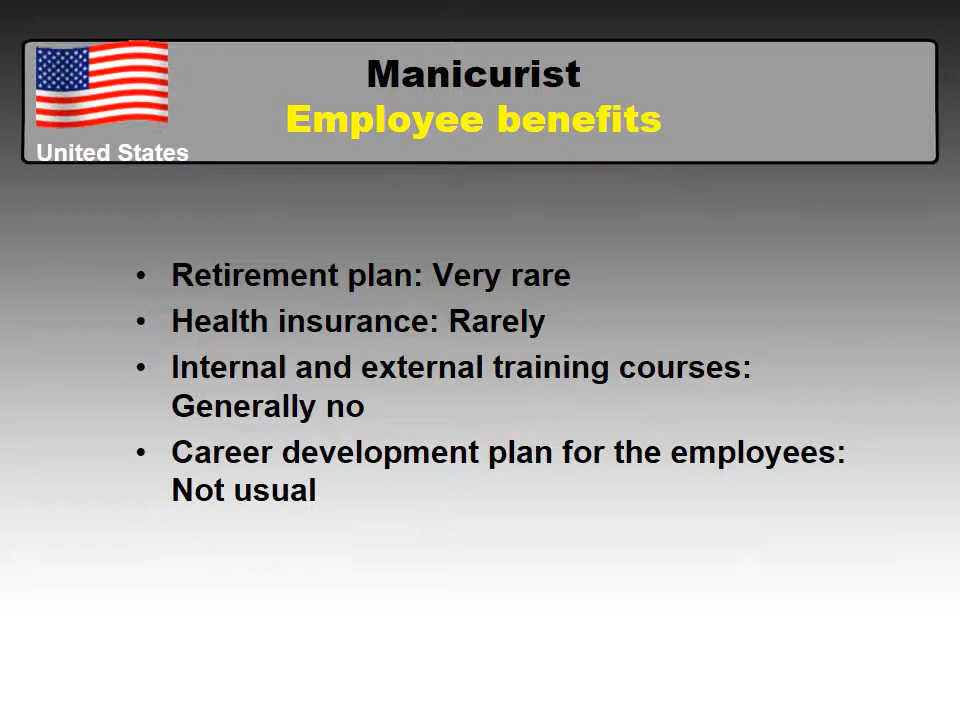 Manicurist
Employee benefits
United States
• Retirement plan: Very rare
• Health insurance: Rarely
• Internal and external training courses:
Generally no
• Career development plan for the employees:
Not usual